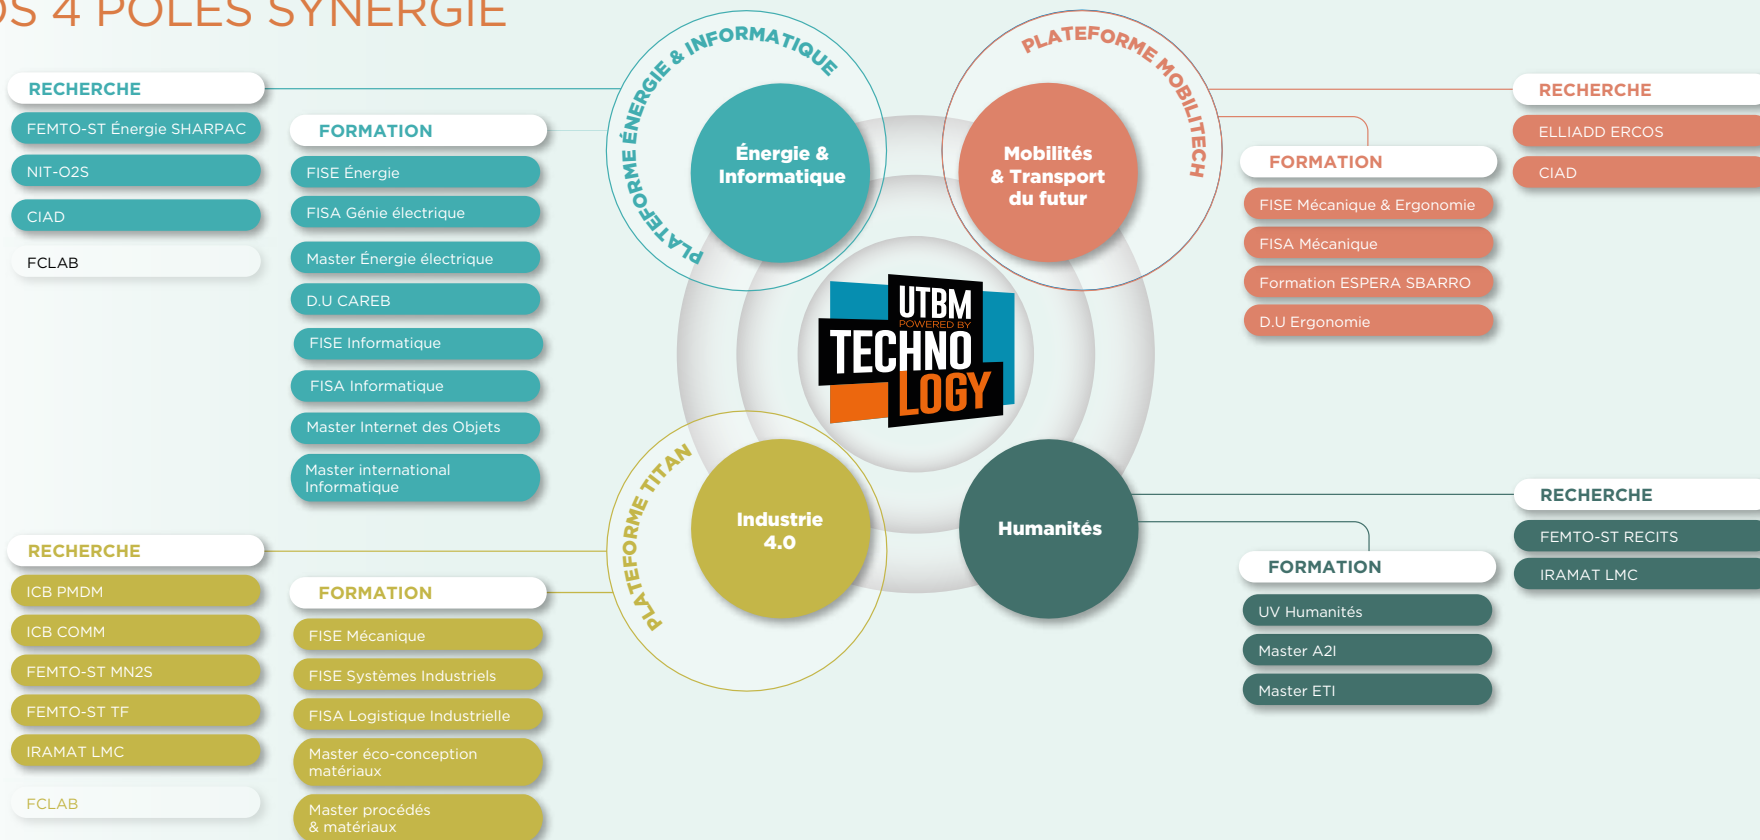 OS 4 PÔLES SYNERGIE
PLATEFORME ÉNERGIE & INFORMATIQUE
Énergie &
Informatique
RECHERCHE
FEMTO-ST Énergie SHARPAC
NIT-O2S
CIAD
FCLAB
FORMATION
FISE Énergie
FISA Génie électrique
Master Énergie électrique
D.U CAREB
FISE Informatique
FISA Informatique
Master Internet des Objets
Master international
Informatique
PLATEFORME MOBILITECH
Mobilités
& Transport
du futur
RECHERCHE
ELLIADD ERCOS
CIAD
FORMATION
FISE Mécanique & Ergonomie
FISA Mécanique
Formation ESPERA SBARRO
D.U Ergonomie
UTBM
POWERED BY
TECHNO
LOGY
PLATEFORME TITAN
Industrie
4.0
RECHERCHE
ICB PMDM
ICB COMM
FEMTO-ST MN2S
FEMTO-ST TF
IRAMAT LMC
FCLAB
FORMATION
FISE Mécanique
FISE Systèmes Industriels
FISA Logistique Industrielle
Master éco-conception
matériaux
Master procédés
& matériaux
Humanités
RECHERCHE
FEMTO-ST RECITS
IRAMAT LMC
FORMATION
UV Humanités
Master A2I
Master ETI